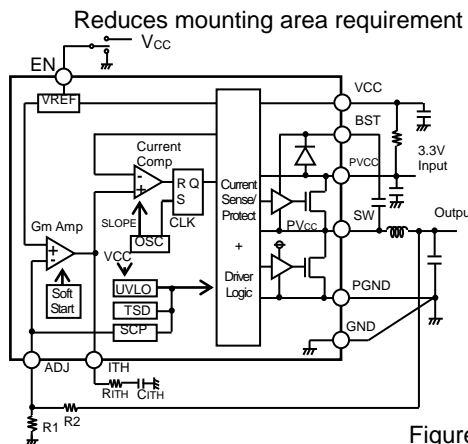 Reduces mounting area requirement
VCC
EN
VREF
VCC
BST
Current
Comp
3.3V
Input
PVCC
R Q
S
CLK
Current
Sense/
Protect
+
Driver
Logic
Gm Amp
SLOPE
OSC
VCC
PVCC
SW
Output
Soft
Start
UVLO
TSD
SCP
PGND
GND
ADJ
ITH
RITH
CITH
R1
R2
Figure